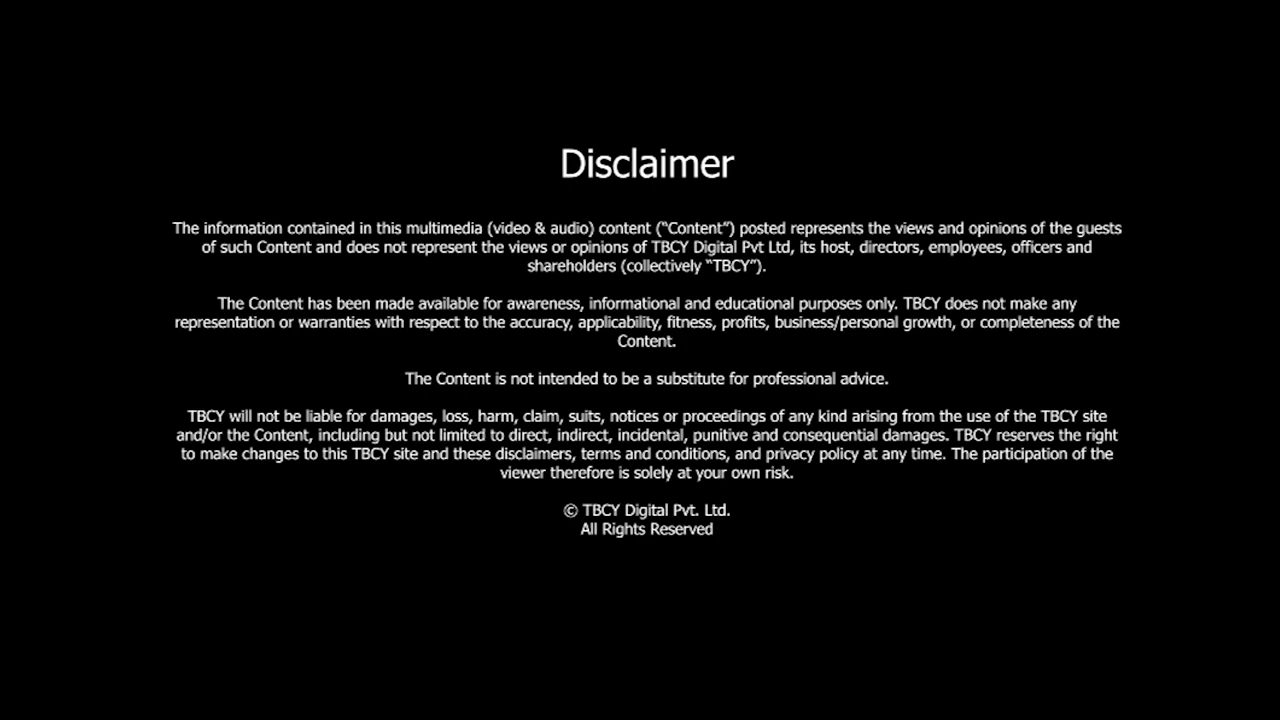 Disclaimer
The information contained in this multimedia (video & audio) content (“Content”) posted represents the views and opinions of the guests
of such Content and does not represent the views or opinions of TBCY Digital Pvt Ltd, its host, directors, employees, officers and
shareholders (collectively “TBCY”).
The Content has been made available for awareness, informational and educational purposes only. TBCY does not make any
representation or warranties with respect to the accuracy, applicability, fitness, profits, business/personal growth, or completeness of the
Content.
The Content is not intended to be a substitute for professional advice.
TBCY will not be liable for damages, loss, harm, claim, suits, notices or proceedings of any kind arising from the use of the TBCY site
and/or the Content, including but not limited to direct, indirect, incidental, punitive and consequential damages. TBCY reserves the right
to make changes to this TBCY site and these disclaimers, terms and conditions, and privacy policy at any time. The participation of the
viewer therefore is solely at your own risk.
© TBCY Digital Pvt. Ltd.
All Rights Reserved